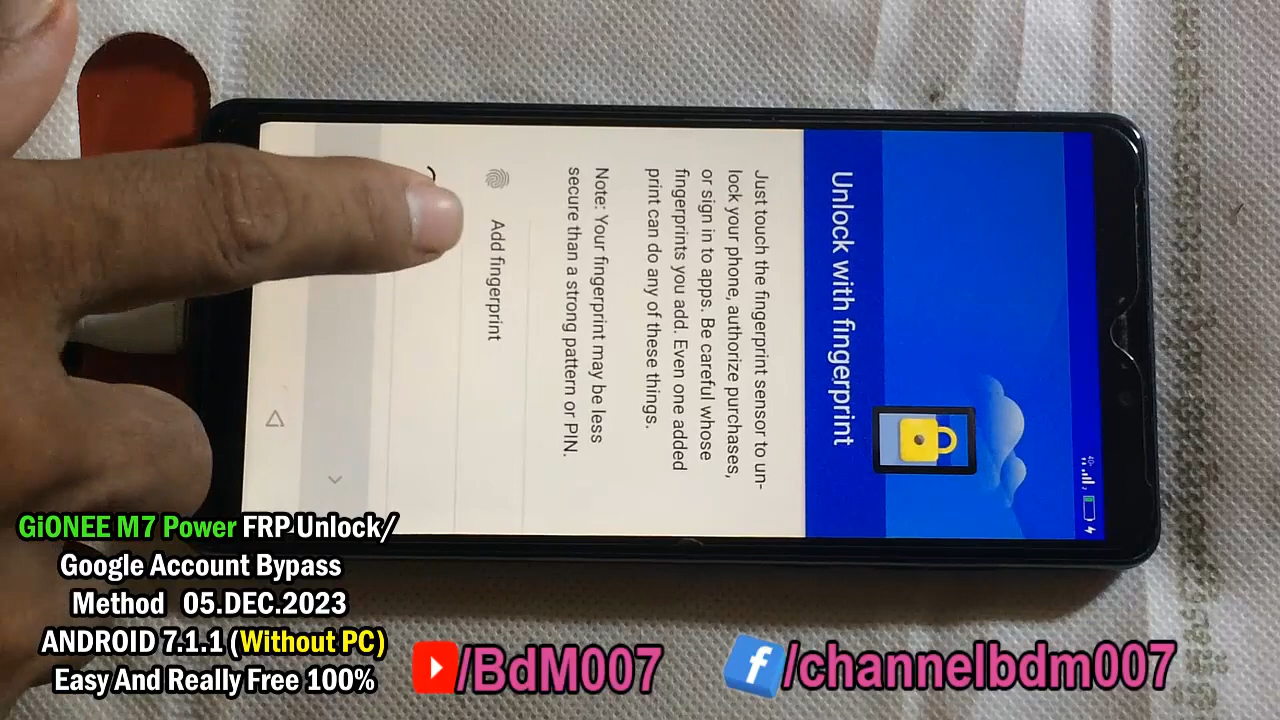 4G+
Unlock with fingerprint
Just touch the fingerprint sensor to un-
lock your phone, authorize purchases,
or sign in to apps. Be careful whose
fingerprints you add. Even one added
print can do any of these things.
Note: Your fingerprint may be less
secure than a strong pattern or PIN.
Add fingerprint
GiONEE M7 Power FRP Unlock/
Google Account Bypass
Method 05.DEC.2023
ANDROID 7.1.1 (Without PC)
Easy And Really Free 100%
/BdM007
f/channelbdm007